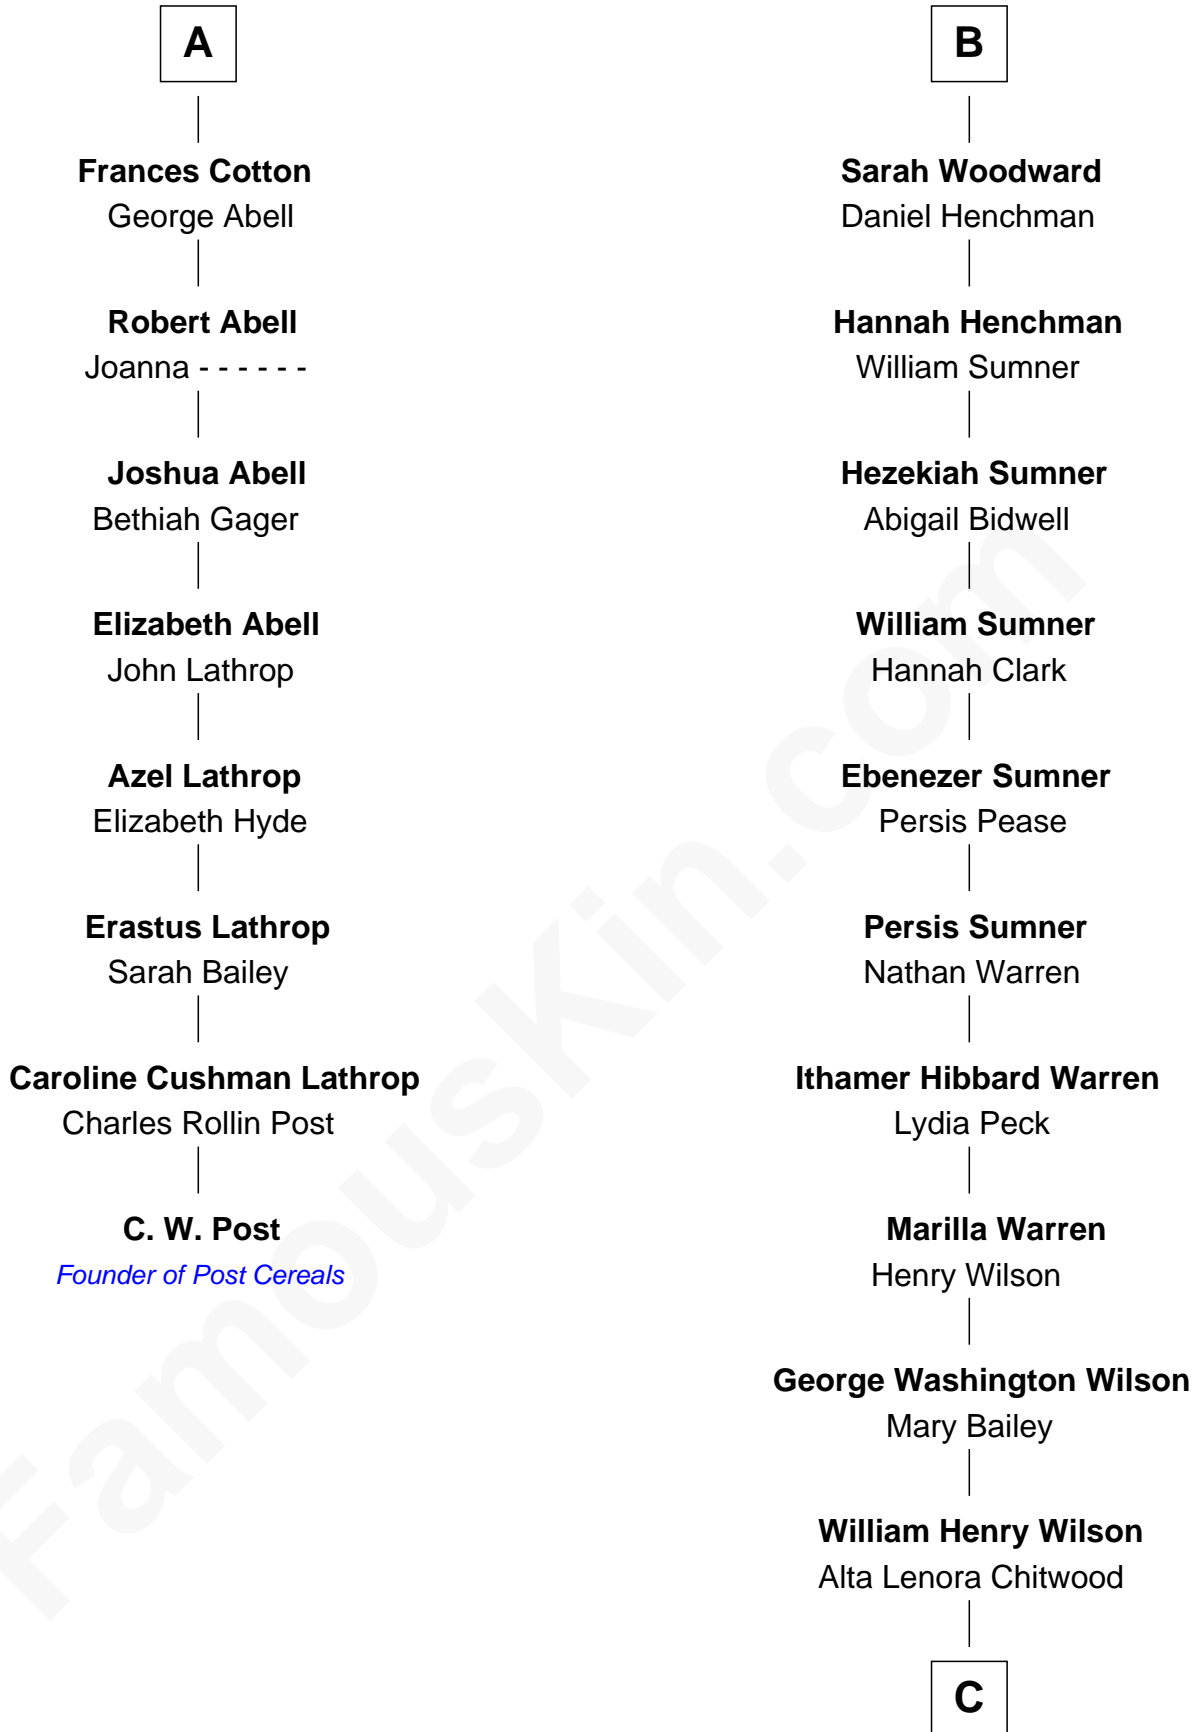 A
Frances Cotton
George Abell
Robert Abell
Joanna - - - - - -
Joshua Abell
Bethiah Gager
Elizabeth Abell
John Lathrop
Azel Lathrop
Elizabeth Hyde
Erastus Lathrop
Sarah Bailey
Caroline Cushman Lathrop
Charles Rollin Post
C. W. Post
Founder of Post Cereals
B
Sarah Woodward
Daniel Henchman
Hannah Henchman
William Sumner
Hezekiah Sumner
Abigail Bidwell
William Sumner
Hannah Clark
Ebenezer Sumner
Persis Pease
Persis Sumner
Nathan Warren
Ithamer Hibbard Warren
Lydia Peck
Marilla Warren
Henry Wilson
George Washington Wilson
Mary Bailey
William Henry Wilson
Alta Lenora Chitwood
C
FamousKin.com